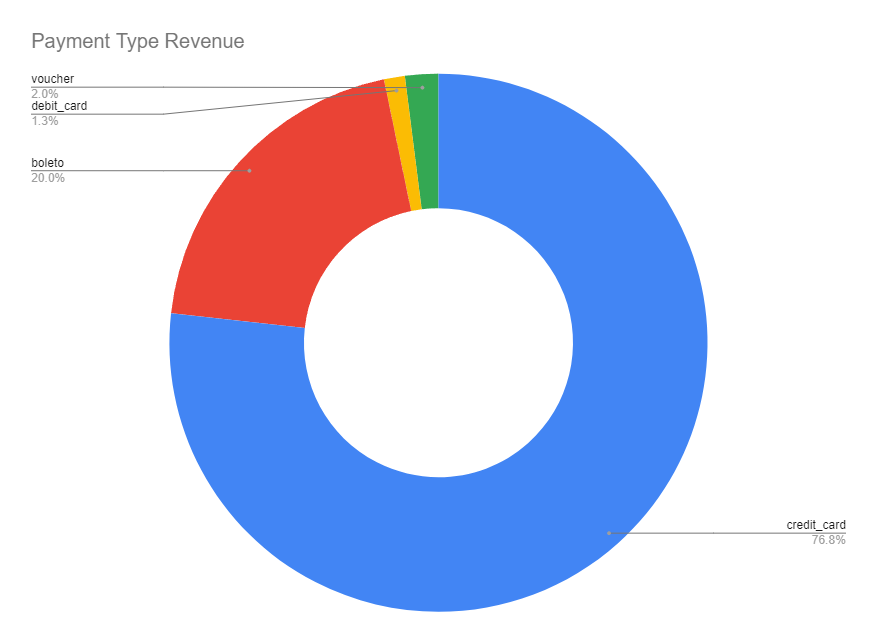 Payment Type Revenue
voucher
2.0%
debit_card
1.3%
boleto
20.0%
credit_card
76.8%